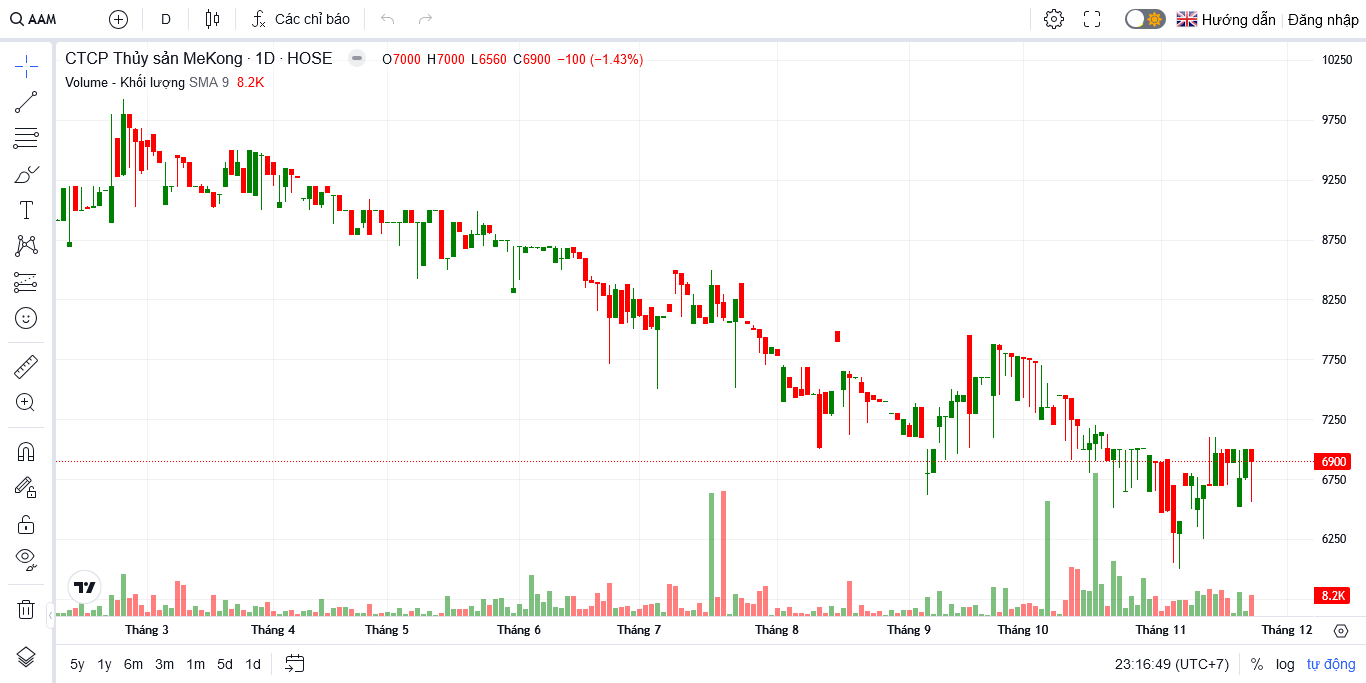 AAM D Các chỉ báo Hướng dẫn Đăng nhập
CTCP Thủy sản MeKong · 1D · HOSE O7000 H7000 L6560 C6900 −100 (−1.43%)
Volume - Khối lượng SMA 9 8.2K
10250
9750
9250
8750
8250
7750
7250
6900
6750
6250
8.2K
Tháng 3 Tháng 4 Tháng 5 Tháng 6 Tháng 7 Tháng 8 Tháng 9 Tháng 10 Tháng 11 Tháng 12
5y 1y 6m 3m 1m 5d 1d 23:16:49 (UTC+7) % log tự động